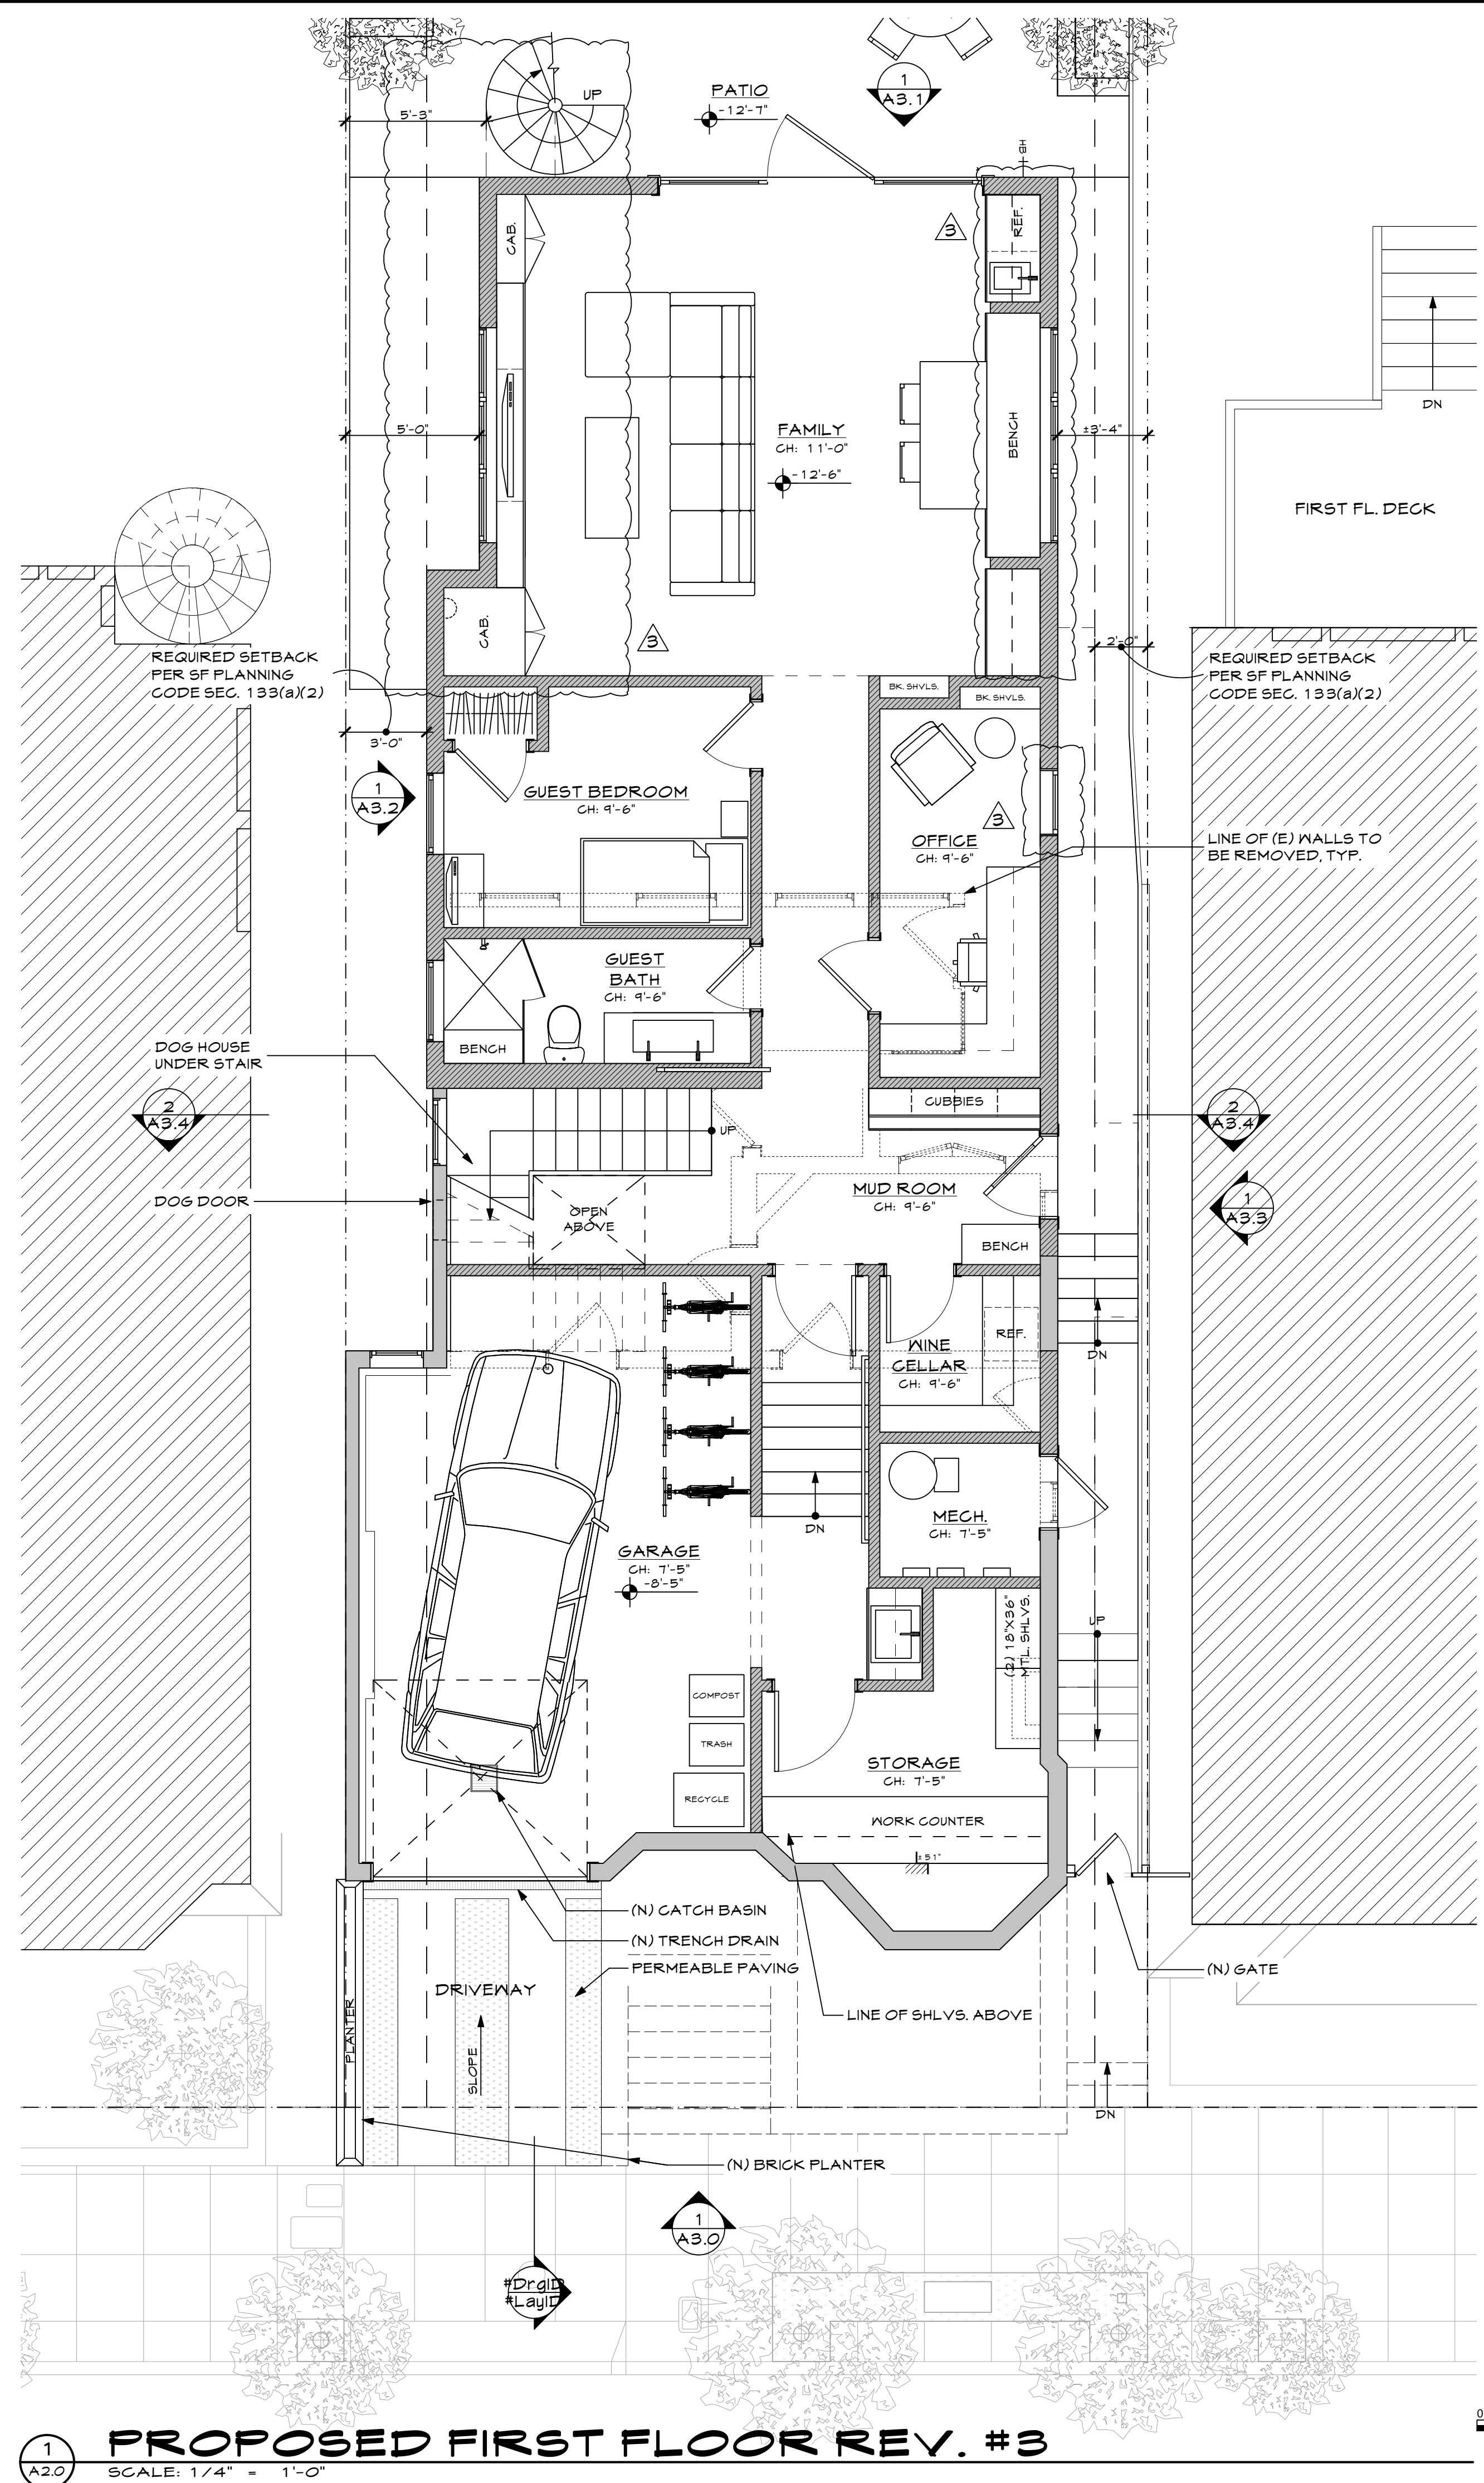 UP
PATIO
-12'-7"
1
A3.1
5'-3"
HB
CAB.
3
REF.
5'-0"
FAMILY
CH: 11'-0"
-12'-6"
BENCH
±3'-4"
DN
FIRST FL. DECK
CAB.
3
2'-0"
REQUIRED SETBACK
PER SF PLANNING
CODE SEC. 133(a)(2)
REQUIRED SETBACK
PER SF PLANNING
CODE SEC. 133(a)(2)
BK. SHVLS.
BK. SHVLS.
3'-0"
1
A3.2
GUEST BEDROOM
CH: 9'-6"
3
OFFICE
CH: 9'-6"
LINE OF (E) WALLS TO
BE REMOVED, TYP.
GUEST
BATH
CH: 9'-6"
BENCH
DOG HOUSE
UNDER STAIR
2
A3.4
CUBBIES
2
A3.4
UP
DOG DOOR
OPEN
ABOVE
MUD ROOM
CH: 9'-6"
1
A3.3
BENCH
WINE
CELLAR
CH: 9'-6"
REF.
DN
MECH.
CH: 7'-5"
DN
GARAGE
CH: 7'-5"
-8'-5"
(2) 18"X36"
MTL. SHLVS.
UP
COMPOST
TRASH
RECYCLE
STORAGE
CH: 7'-5"
WORK COUNTER
±51"
(N) CATCH BASIN
(N) TRENCH DRAIN
PERMEABLE PAVING
(N) GATE
DRIVEWAY
PLANTER
SLOPE
LINE OF SHLVS. ABOVE
DN
(N) BRICK PLANTER
1
A3.0
#DrgID
#LayID
1
A2.0
PROPOSED FIRST FLOOR REV. #3
SCALE: 1/4" = 1'-0"
0